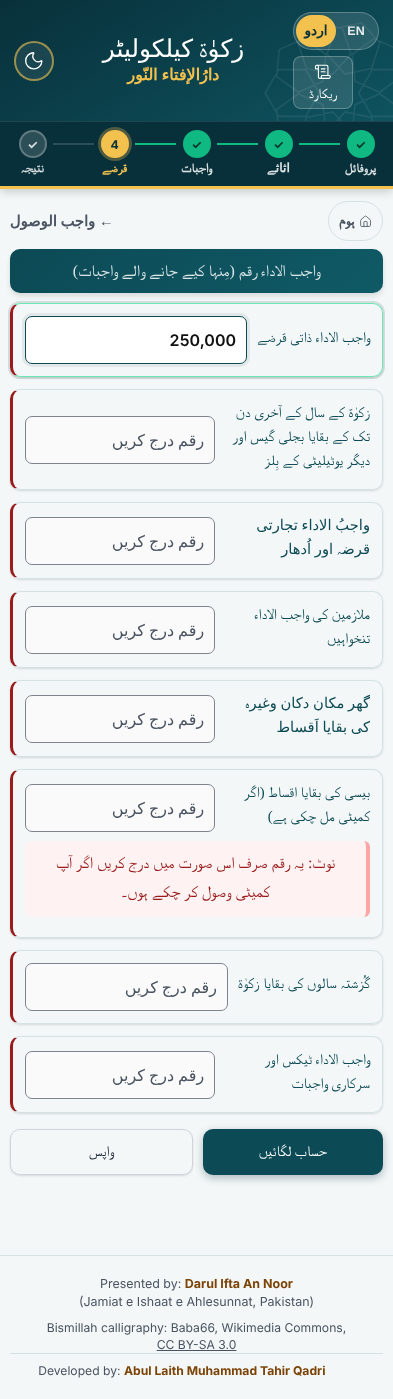 EN
اردو
زکوٰۃ کیلکولیٹر
دارُالإفتاء النّور
ریکارڈ
4
پروفائل
اثاثے
واجبات
قرضے
نتیجہ
ہوم
← واجب الوصول
واجب الاداء رقم (مِنہا کیے جانے والے واجبات)
واجب الاداء ذاتی قرضے
250,000
زکوٰۃ کے سال کے آخری دن
تک کے بقایا بجلی گیس اور
دیگر یوٹیلیٹی کے بِلز
رقم درج کریں
واجبُ الاداء تجارتی
قرضہ اور اُدھار
رقم درج کریں
ملازمین کی واجب الاداء
تنخواہیں
رقم درج کریں
گھر مکان دکان وغیرہ
کی بقایا اَقساط
رقم درج کریں
بیسی کی بقایا اقساط (اگر
کمیٹی مل چکی ہے)
رقم درج کریں
نوٹ: یہ رقم صرف اس صورت میں درج کریں اگر آپ
کمیٹی وصول کر چکے ہوں۔
گُزشتہ سالوں کی بقایا زکوٰۃ
رقم درج کریں
واجب الاداء ٹیکس اور
سرکاری واجبات
رقم درج کریں
حساب لگائیں
واپس
Presented by: Darul Ifta An Noor
(Jamiat e Ishaat e Ahlesunnat, Pakistan)
Bismillah calligraphy: Baba66, Wikimedia Commons,
CC BY-SA 3.0
Developed by: Abul Laith Muhammad Tahir Qadri